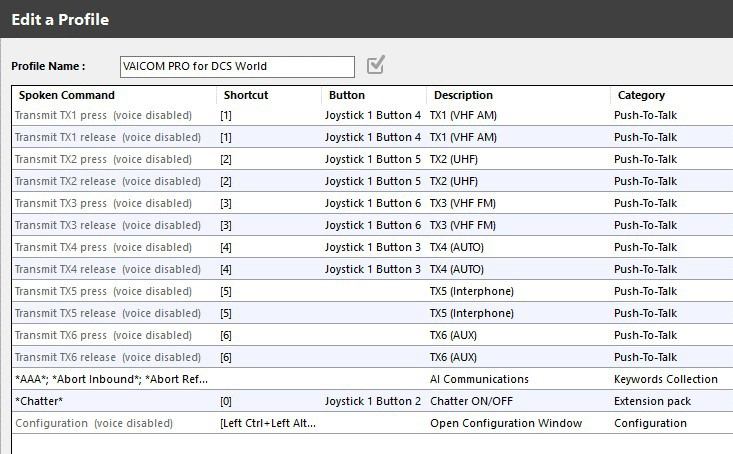 Edit a Profile
Profile Name : VAICOM PRO for DCS World
Spoken Command Shortcut Button Description Category
Transmit TX1 press (voice disabled) [1] Joystick 1 Button 4 TX1 (VHF AM) Push-To-Talk
Transmit TX1 release (voice disabled) [1] Joystick 1 Button 4 TX1 (VHF AM) Push-To-Talk
Transmit TX2 press (voice disabled) [2] Joystick 1 Button 5 TX2 (UHF) Push-To-Talk
Transmit TX2 release (voice disabled) [2] Joystick 1 Button 5 TX2 (UHF) Push-To-Talk
Transmit TX3 press (voice disabled) [3] Joystick 1 Button 6 TX3 (VHF FM) Push-To-Talk
Transmit TX3 release (voice disabled) [3] Joystick 1 Button 6 TX3 (VHF FM) Push-To-Talk
Transmit TX4 press (voice disabled) [4] Joystick 1 Button 3 TX4 (AUTO) Push-To-Talk
Transmit TX4 release (voice disabled) [4] Joystick 1 Button 3 TX4 (AUTO) Push-To-Talk
Transmit TX5 press (voice disabled) [5] TX5 (Interphone) Push-To-Talk
Transmit TX5 release (voice disabled) [5] TX5 (Interphone) Push-To-Talk
Transmit TX6 press (voice disabled) [6] TX6 (AUX) Push-To-Talk
Transmit TX6 release (voice disabled) [6] TX6 (AUX) Push-To-Talk
*AAA*; *Abort Inbound*; *Abort Ref... AI Communications Keywords Collection
*Chatter* [0] Joystick 1 Button 2 Chatter ON/OFF Extension pack
Configuration (voice disabled) [Left Ctrl+Left Alt... Open Configuration Window Configuration